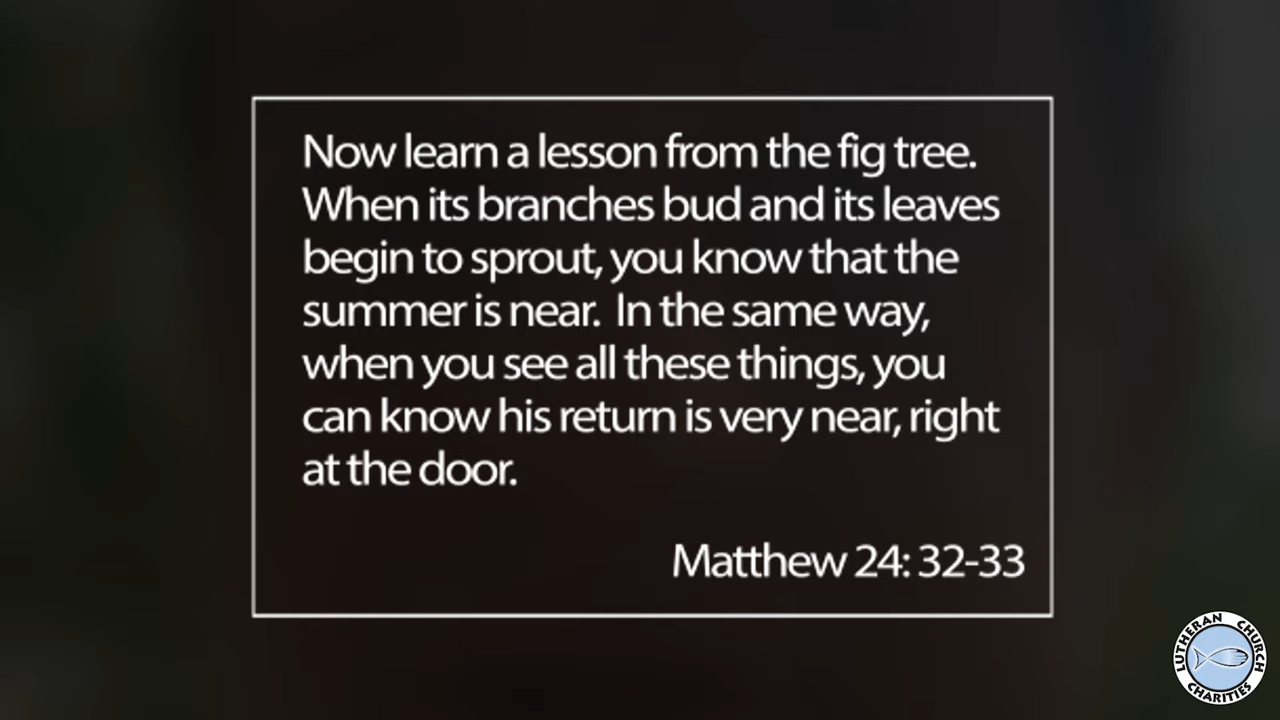 Now learn a lesson from the fig tree.
When its branches bud and its leaves
begin to sprout, you know that the
summer is near.  In the same way,
when you see all these things, you
can know his return is very near, right
at the door.
Matthew 24: 32-33
LUTHERAN CHURCH
CHARITIES